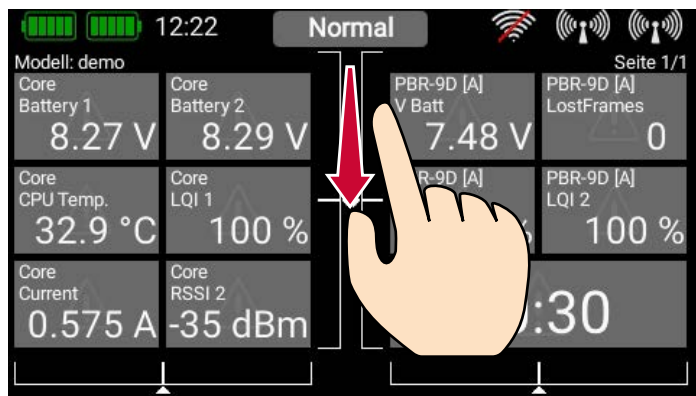 12:22
Normal
Modell: demo
Seite 1/1
Core
Battery 1
8.27 V
Core
Battery 2
8.29 V
PBR-9D [A]
V Batt
7.48 V
PBR-9D [A]
LostFrames
0
Core
CPU Temp.
32.9 °C
Core
LQI 1
100 %
R-9D [A]
%
PBR-9D [A]
LQI 2
100 %
Core
Current
0.575 A
Core
RSSI 2
-35 dBm
:30